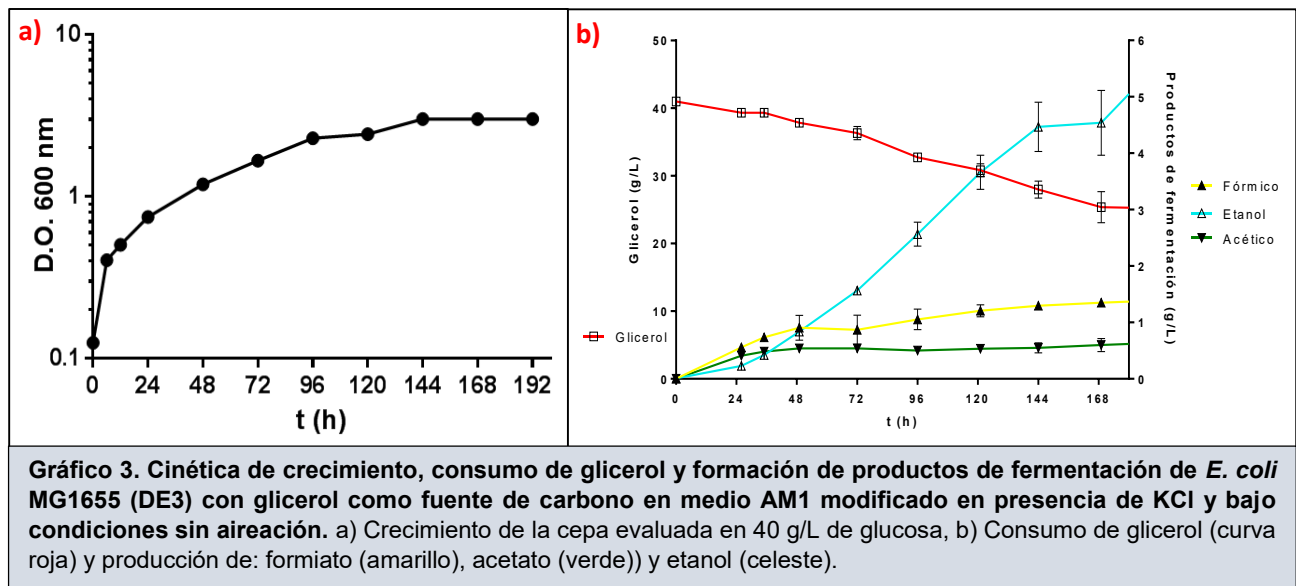 a)
10
1
0.1
D.O. 600 nm
0 24 48 72 96 120 144 168 192
t (h)
b)
50
40
30
20
10
0
Glicerol (g/L)
Glicerol
0 24 48 72 96 120 144 168
t (h)
6
5
4
3
2
1
0
Productos de fermentación (g/L)
Fórmico
Etanol
Acético
Gráfico 3. Cinética de crecimiento, consumo de glicerol y formación de productos de fermentación de E. coli
MG1655 (DE3) con glicerol como fuente de carbono en medio AM1 modificado en presencia de KCl y bajo
condiciones sin aireación. a) Crecimiento de la cepa evaluada en 40 g/L de glucosa, b) Consumo de glicerol (curva
roja) y producción de: formiato (amarillo), acetato (verde)) y etanol (celeste).